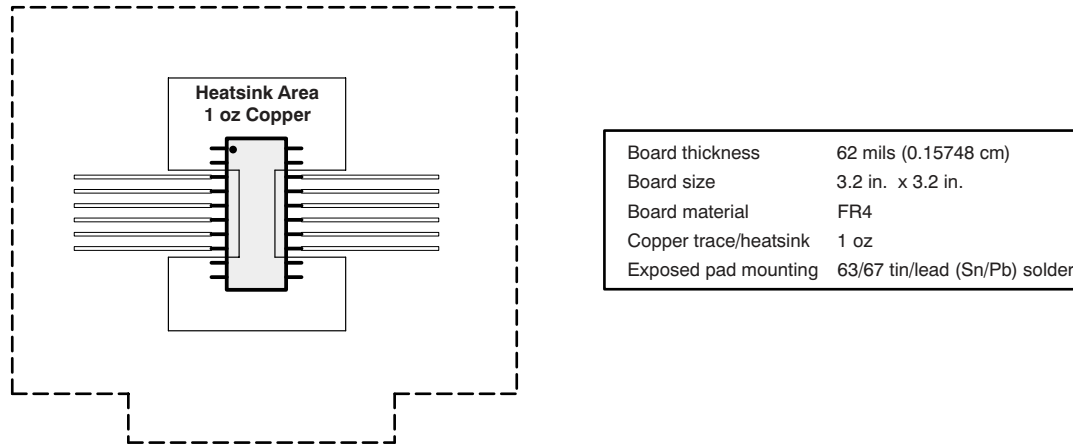 Heatsink Area
1 oz Copper
Board thickness 62 mils (0.15748 cm)
Board size 3.2 in. x 3.2 in.
Board material FR4
Copper trace/heatsink 1 oz
Exposed pad mounting 63/67 tin/lead (Sn/Pb) solder